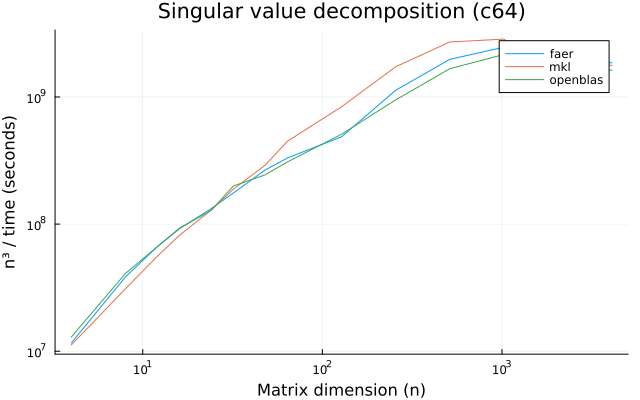 Singular value decomposition (c64)
faer
mkl
openblas
10⁹
10⁸
10⁷
n³ / time (seconds)
10¹
10²
10³
Matrix dimension (n)